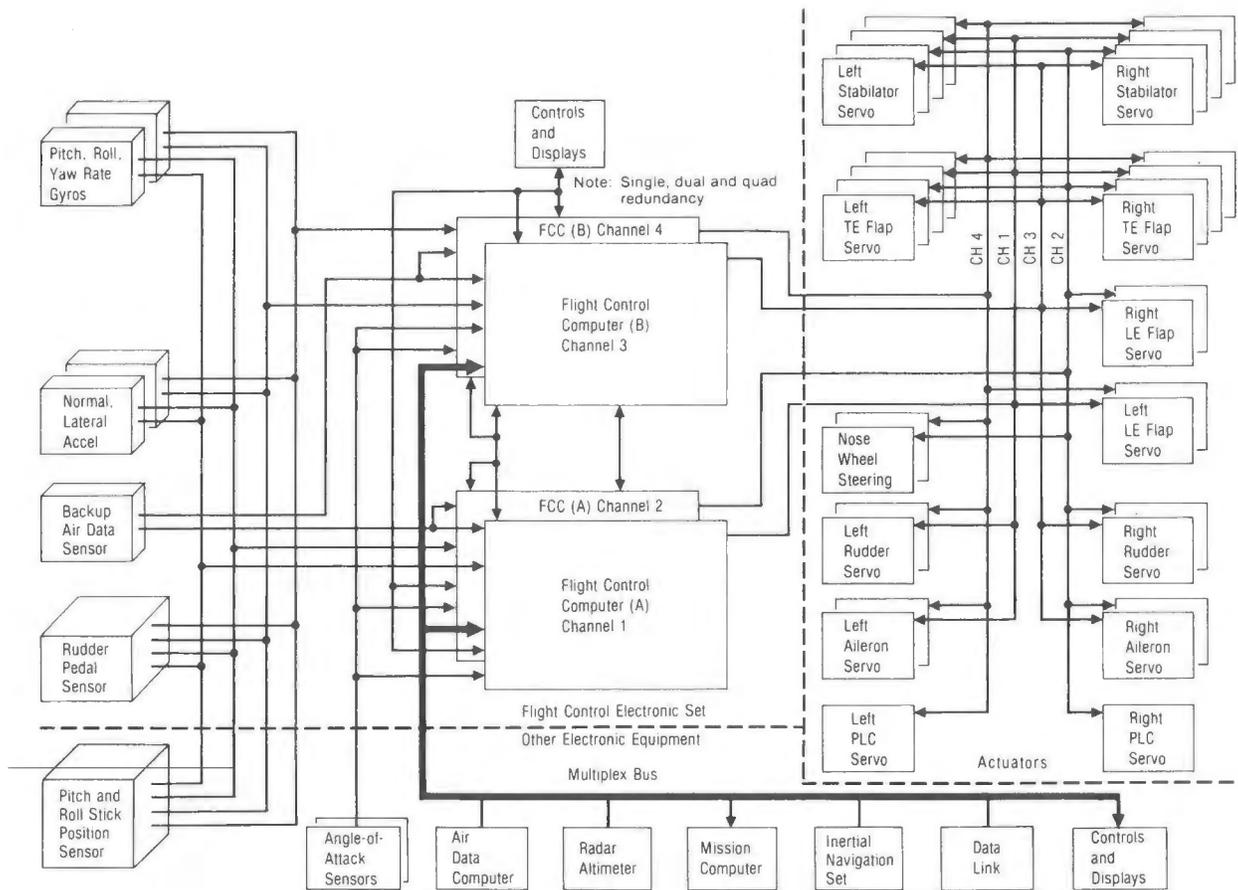 Controls
and
Displays
Note: Single, dual and quad
redundancy
Pitch, Roll,
Yaw Rate
Gyros
Normal,
Lateral
Accel
Backup
Air Data
Sensor
Rudder
Pedal
Sensor
Pitch and
Roll Stick
Position
Sensor
FCC (B) Channel 4
Flight Control
Computer (B)
Channel 3
FCC (A) Channel 2
Flight Control
Computer (A)
Channel 1
Flight Control Electronic Set
Other Electronic Equipment
Multiplex Bus
Left
Stabilator
Servo
Right
Stabilator
Servo
Left
TE Flap
Servo
Right
TE Flap
Servo
CH 4
CH 1
CH 3
CH 2
Right
LE Flap
Servo
Left
LE Flap
Servo
Nose
Wheel
Steering
Left
Rudder
Servo
Right
Rudder
Servo
Left
Aileron
Servo
Right
Aileron
Servo
Left
PLC
Servo
Right
PLC
Servo
Actuators
Angle-of-
Attack
Sensors
Air
Data
Computer
Radar
Altimeter
Mission
Computer
Inertial
Navigation
Set
Data
Link
Controls
and
Displays